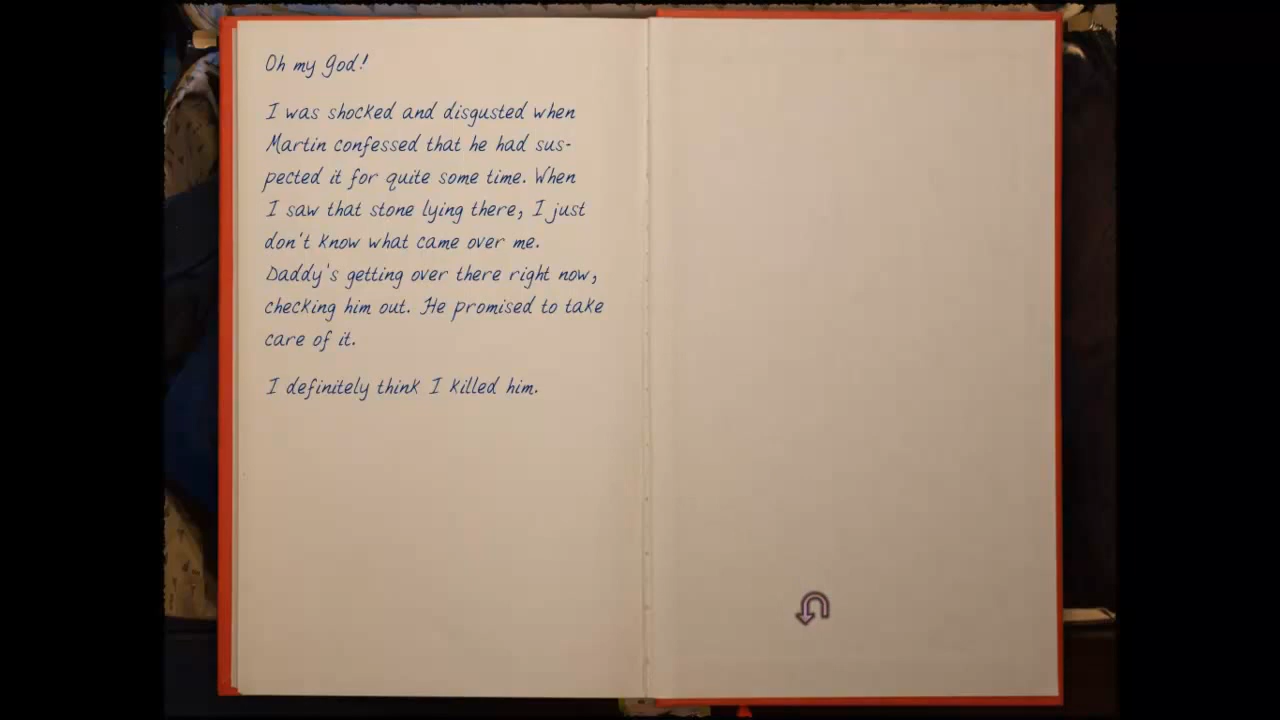 Oh my god!
I was shocked and disgusted when
Martin confessed that he had sus-
pected it for quite some time. When
I saw that stone lying there, I just
don't know what came over me.
Daddy's getting over there right now,
checking him out. He promised to take
care of it.
I definitely think I killed him.